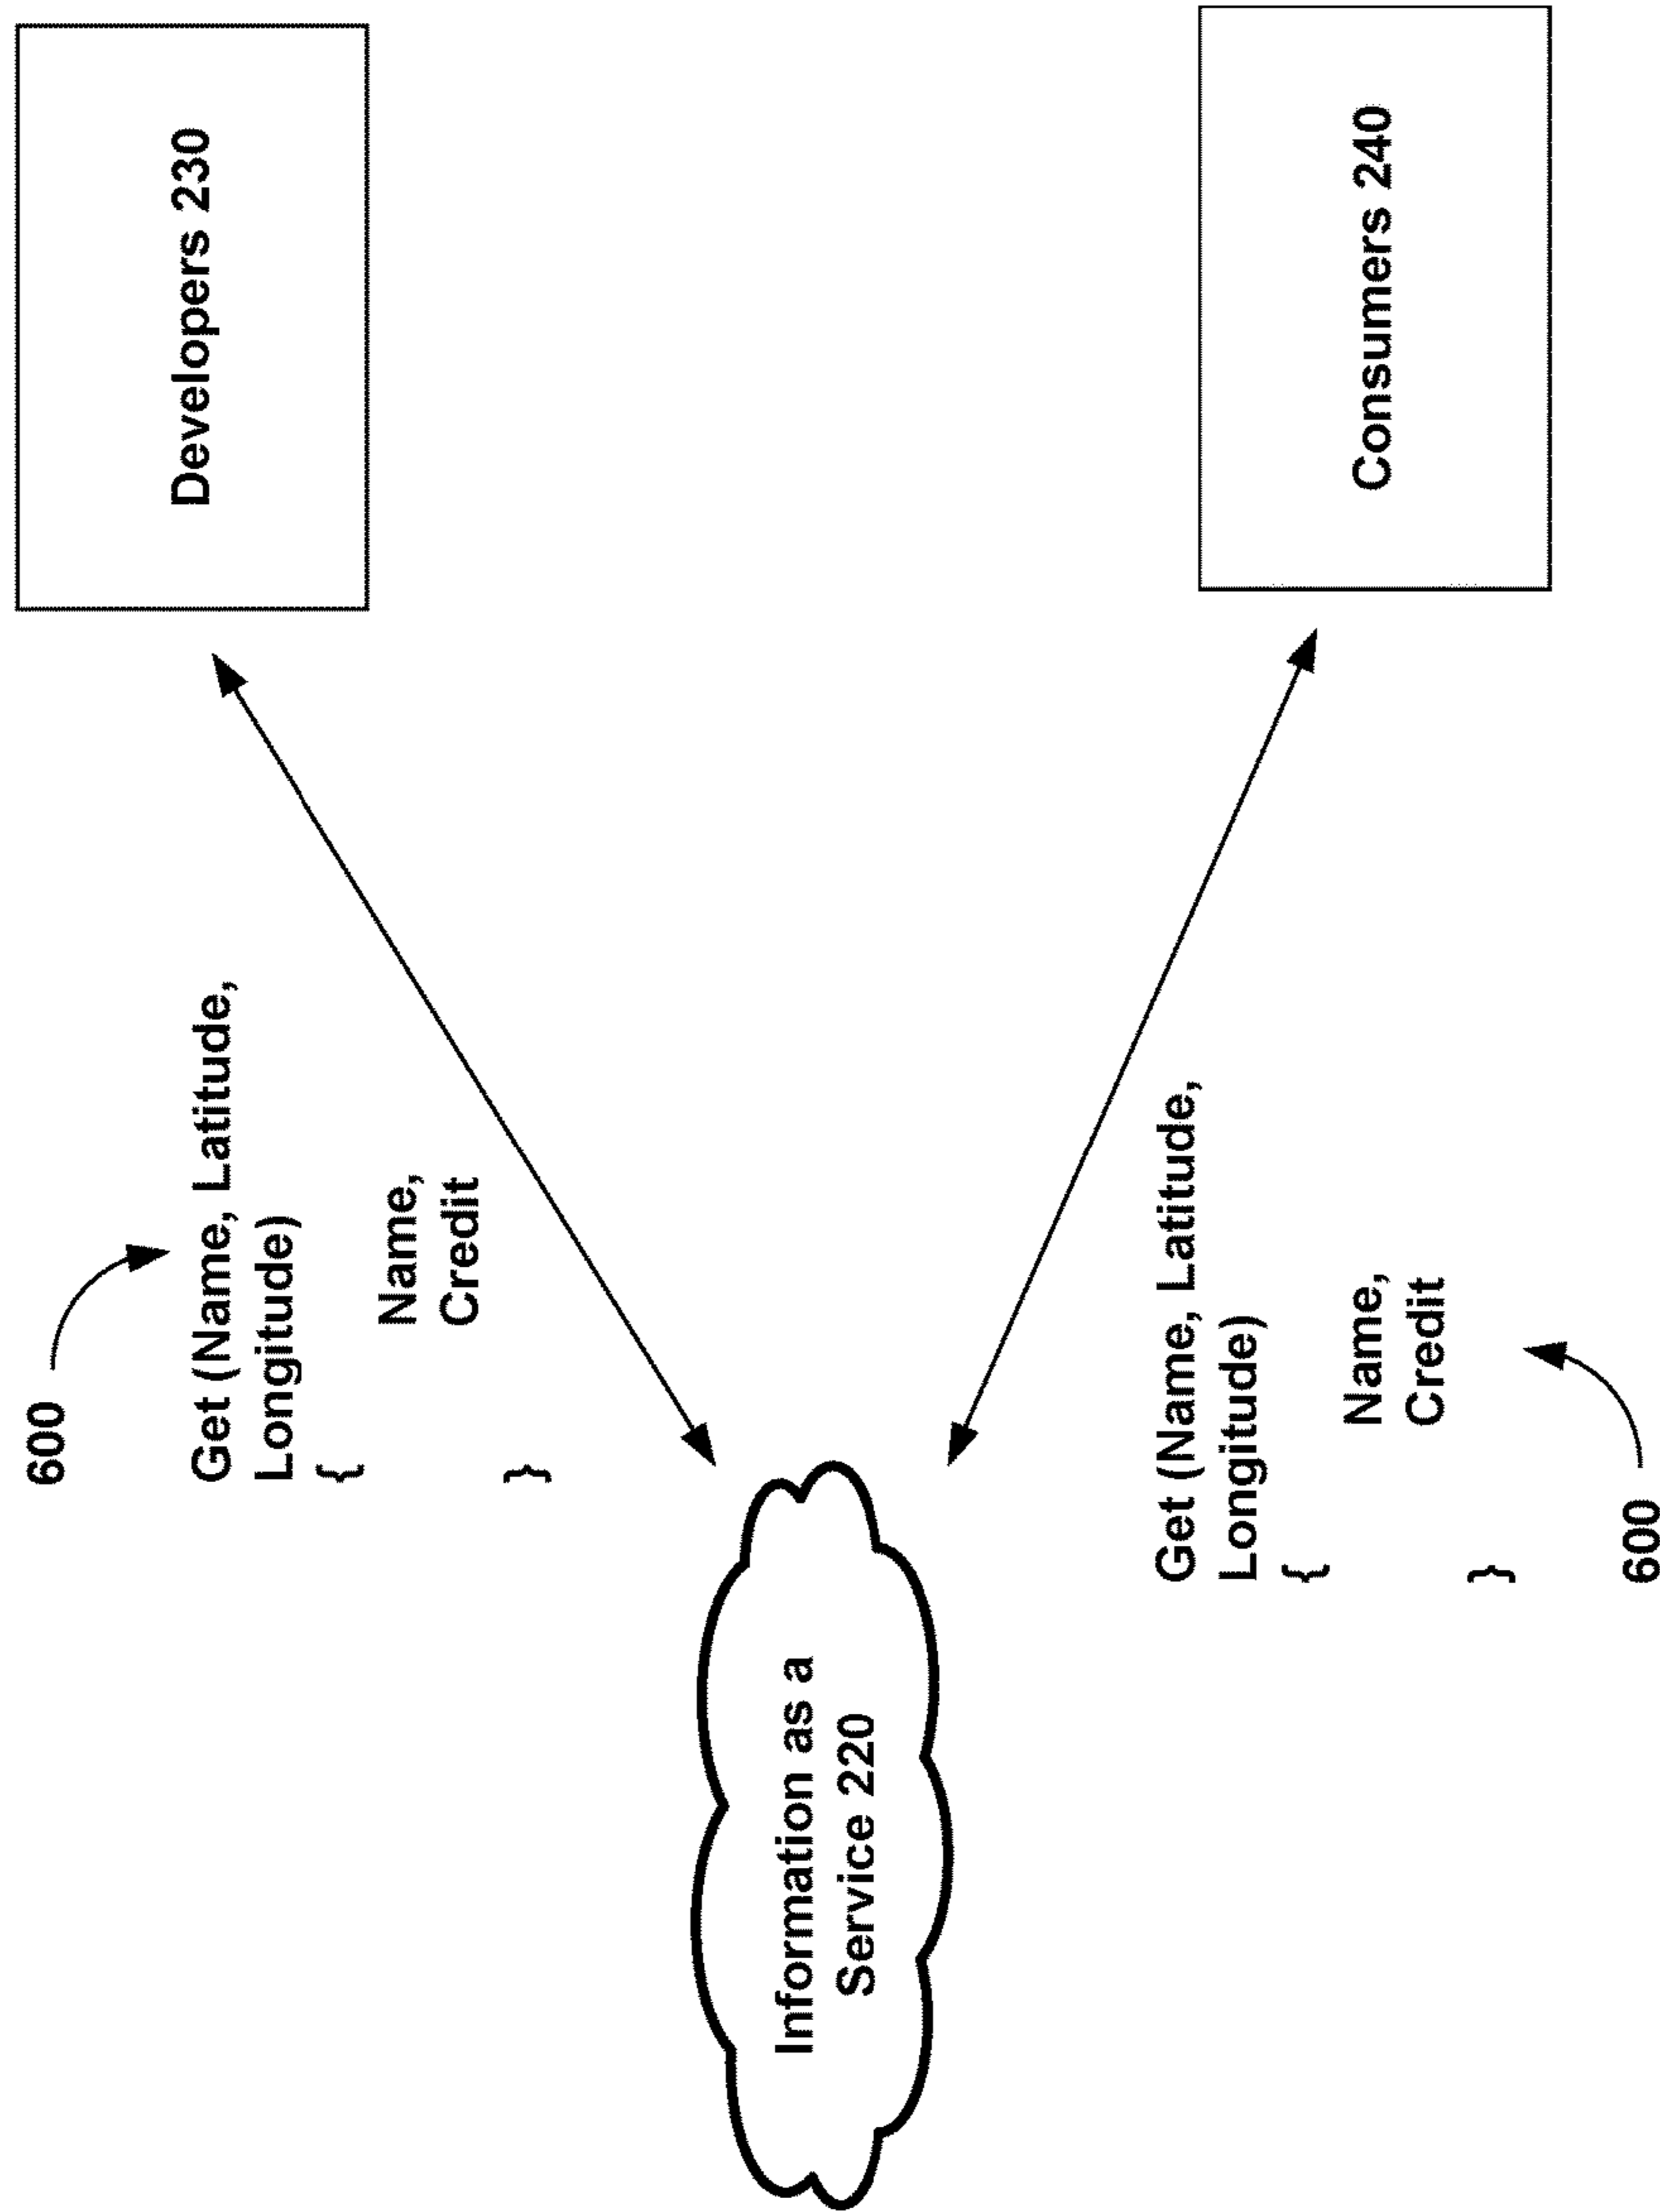 600
Get (Name, Latitude,
Longitude)
{
Name,
Credit
}
Developers 230
Information as a
Service 220
Get (Name, Latitude,
Longitude)
{
Name,
Credit
}
600
Consumers 240